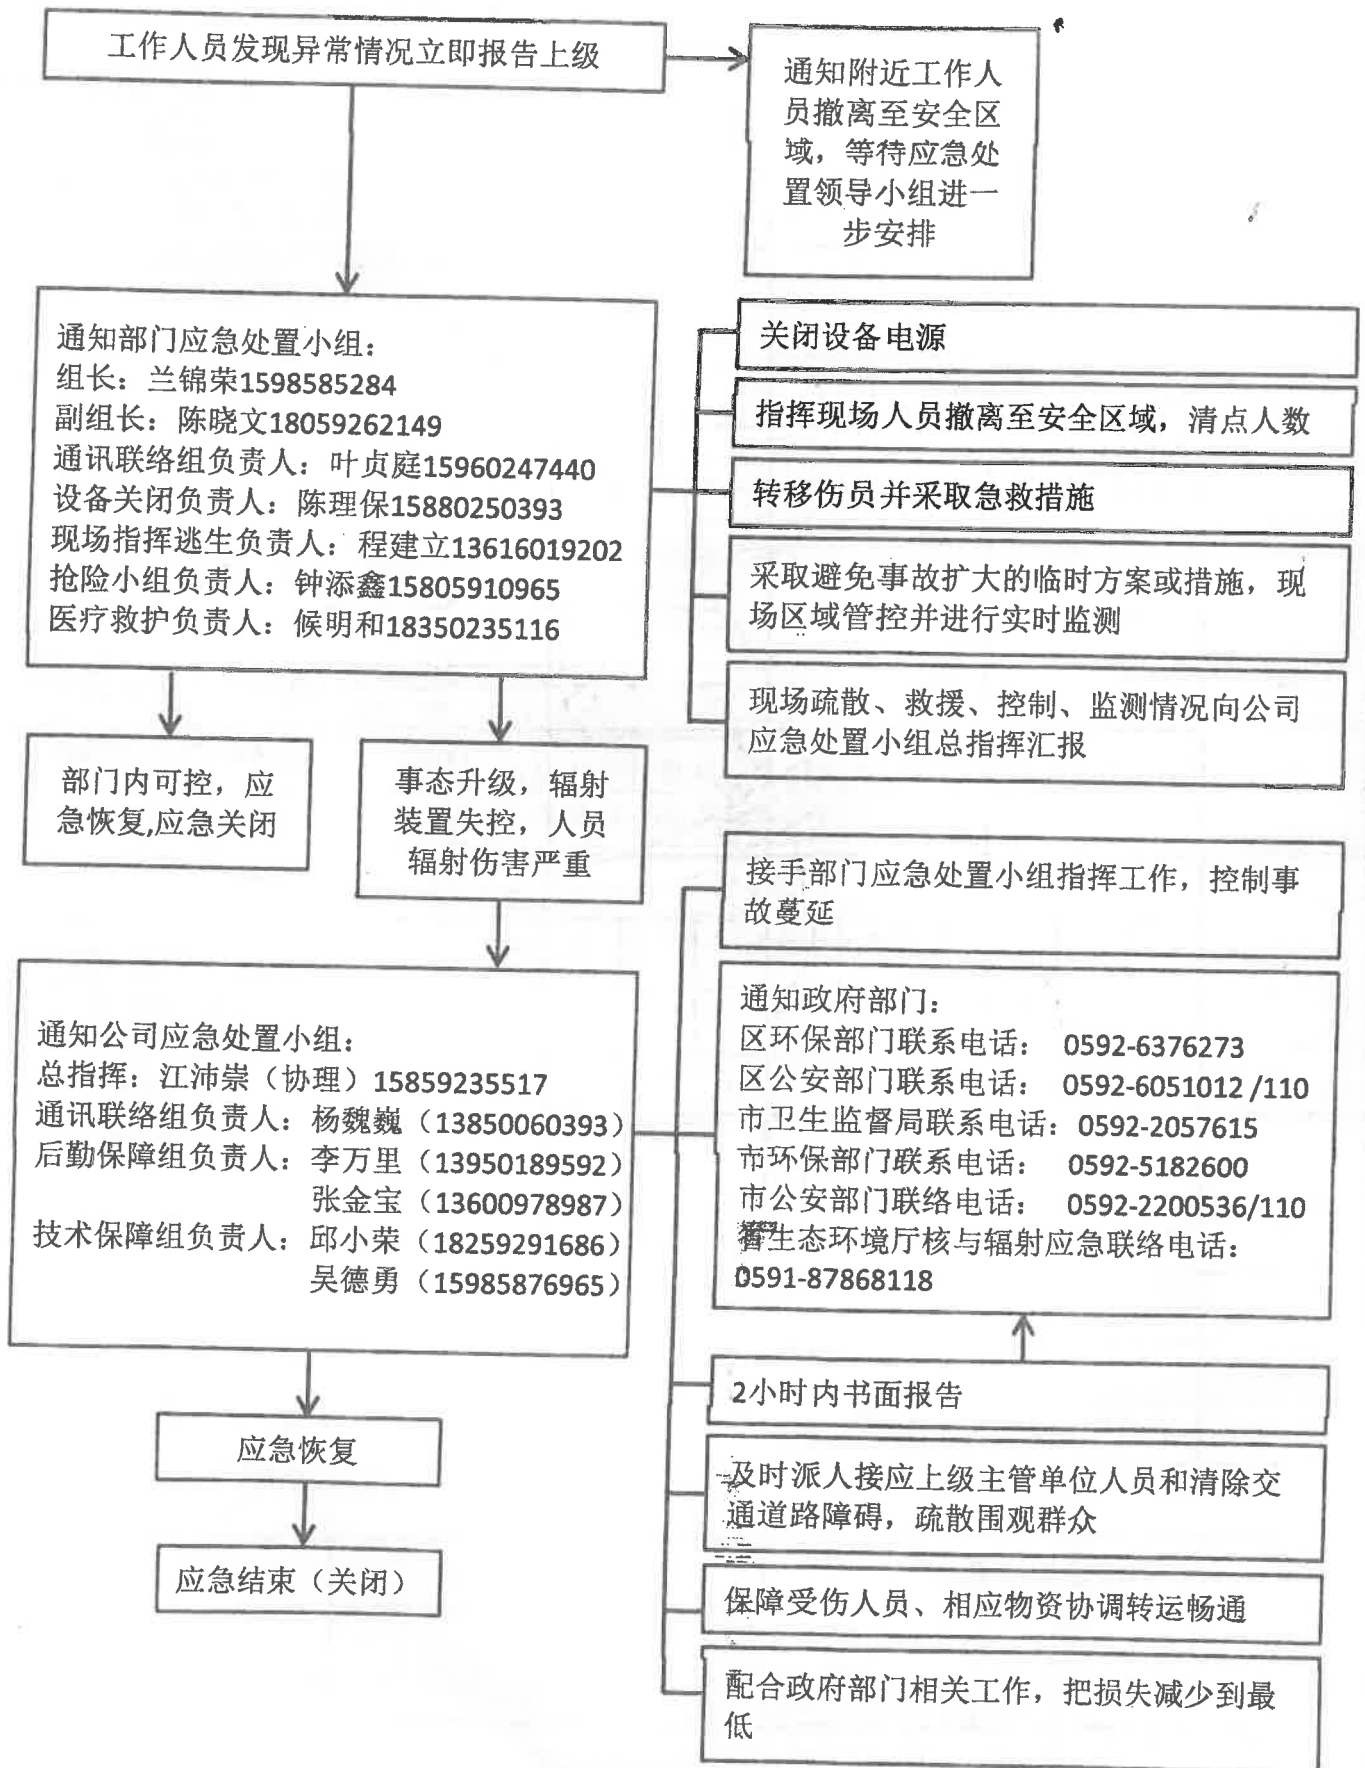 工作人员发现异常情况立即报告上级
通知附近工作人
员撤离至安全区
域，等待应急处
置领导小组进一
步安排
通知部门应急处置小组：
组长：兰锦荣1598585284
副组长：陈晓文18059262149
通讯联络组负责人：叶贞庭15960247440
设备关闭负责人：陈理保15880250393
现场指挥逃生负责人：程建立13616019202
抢险小组负责人：钟添鑫15805910965
医疗救护负责人：候明和18350235116
关闭设备电源
指挥现场人员撤离至安全区域，清点人数
转移伤员并采取急救措施
采取避免事故扩大的临时方案或措施，现
场区域管控并进行实时监测
现场疏散、救援、控制、监测情况向公司
应急处置小组总指挥汇报
部门内可控，应
急恢复,应急关闭
事态升级，辐射
装置失控，人员
辐射伤害严重
通知公司应急处置小组：
总指挥：江沛崇（协理）15859235517
通讯联络组负责人：杨魏巍（13850060393）
后勤保障组负责人：李万里（13950189592）
张金宝（13600978987）
技术保障组负责人：邱小荣（18259291686）
吴德勇（15985876965）
接手部门应急处置小组指挥工作，控制事
故蔓延
通知政府部门：
区环保部门联系电话： 0592-6376273
区公安部门联系电话： 0592-6051012 /110
市卫生监督局联系电话：0592-2057615
市环保部门联系电话： 0592-5182600
市公安部门联络电话： 0592-2200536/110
省生态环境厅核与辐射应急联络电话：
0591-87868118
2小时内书面报告
及时派人接应上级主管单位人员和清除交
通道路障碍，疏散围观群众
保障受伤人员、相应物资协调转运畅通
配合政府部门相关工作，把损失减少到最
低
应急恢复
应急结束（关闭）